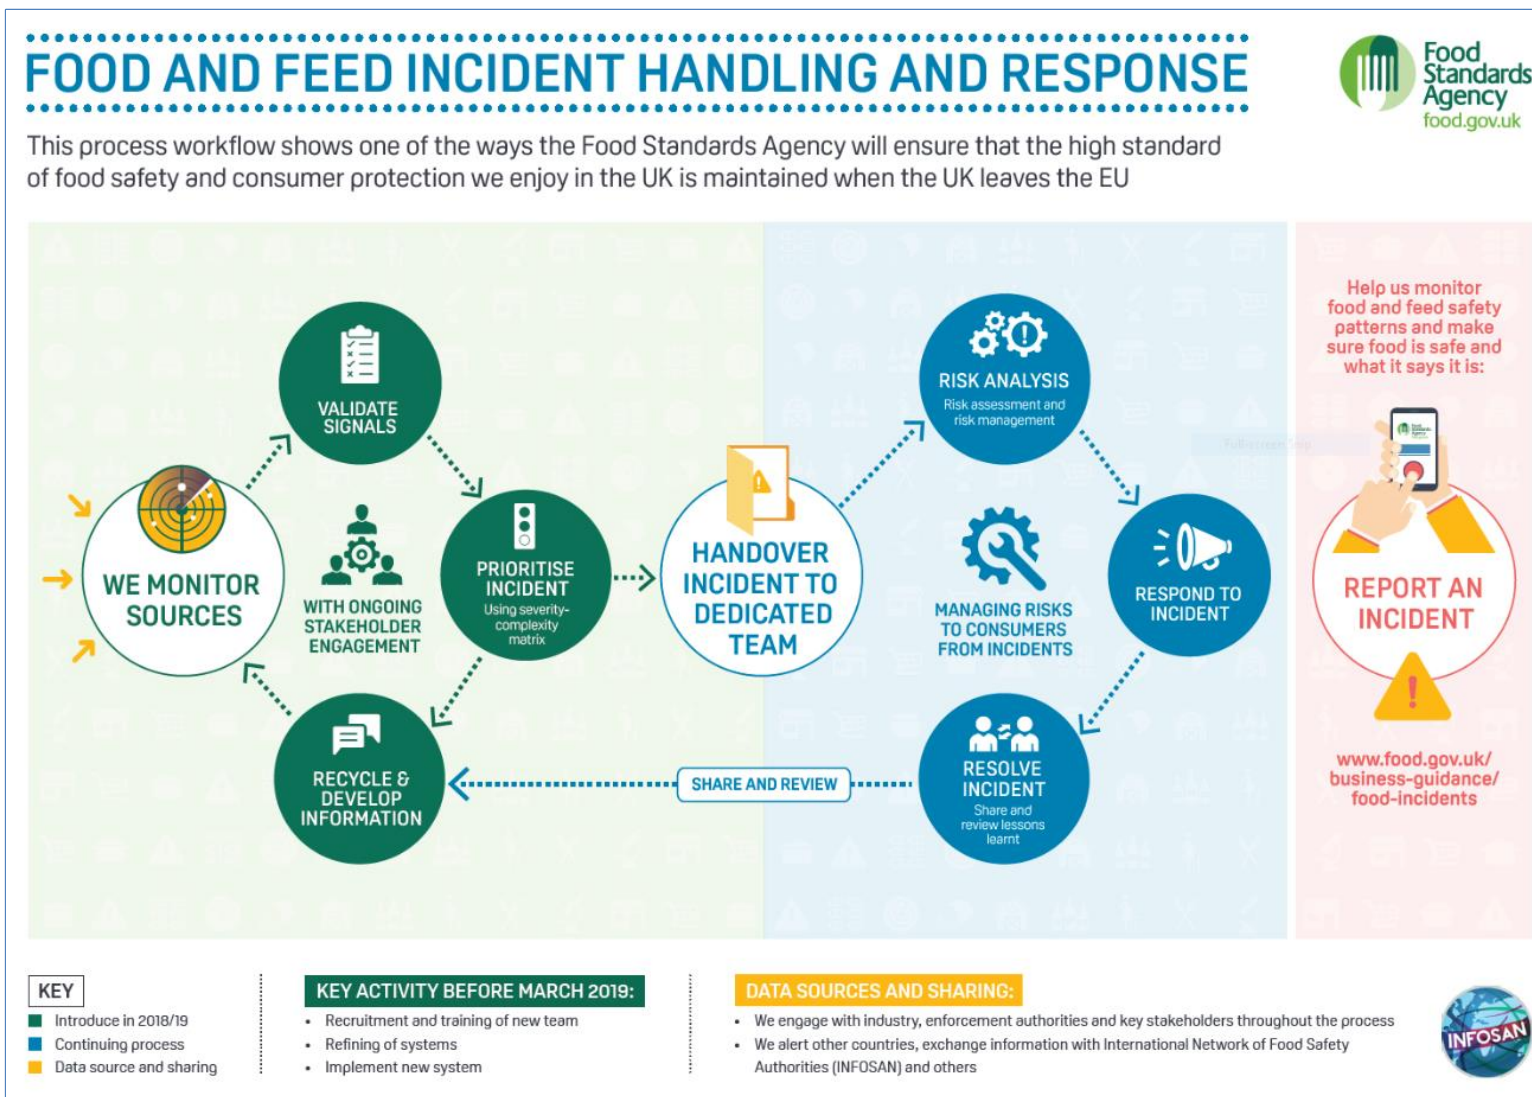 FOOD AND FEED INCIDENT HANDLING AND RESPONSE
Food
Standards
Agency
food.gov.uk
This process workflow shows one of the ways the Food Standards Agency will ensure that the high standard
of food safety and consumer protection we enjoy in the UK is maintained when the UK leaves the EU
VALIDATE
SIGNALS
WE MONITOR
SOURCES
WITH ONGOING
STAKEHOLDER
ENGAGEMENT
PRIORITISE
INCIDENT
Using severity-
complexity
matrix
RECYCLE &
DEVELOP
INFORMATION
HANDOVER
INCIDENT TO
DEDICATED
TEAM
RISK ANALYSIS
Risk assessment and
risk management
MANAGING RISKS
TO CONSUMERS
FROM INCIDENTS
RESPOND TO
INCIDENT
RESOLVE
INCIDENT
Share and
review lessons
learnt
SHARE AND REVIEW
Help us monitor
food and feed safety
patterns and make
sure food is safe and
what it says it is:
REPORT AN
INCIDENT
www.food.gov.uk/
business-guidance/
food-incidents
KEY
Introduce in 2018/19
Continuing process
Data source and sharing
KEY ACTIVITY BEFORE MARCH 2019:
• Recruitment and training of new team
• Refining of systems
• Implement new system
DATA SOURCES AND SHARING:
• We engage with industry, enforcement authorities and key stakeholders throughout the process
• We alert other countries, exchange information with International Network of Food Safety
Authorities (INFOSAN) and others
INFOSAN